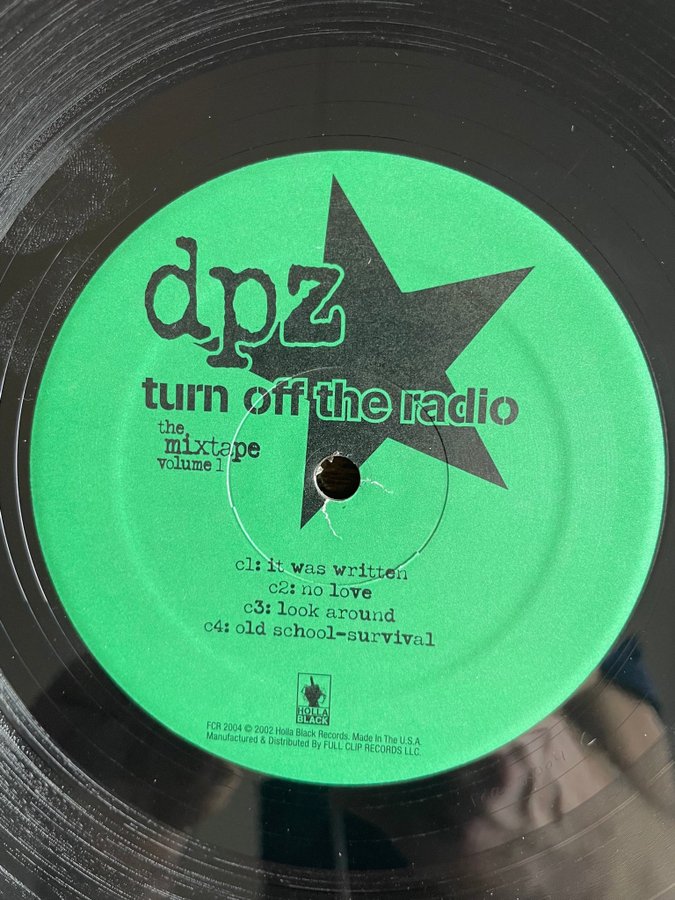 dpz
turn off the radio
the
mixtape
volume 1
c1: it was written
c2: no love
c3: look around
c4: old school-survival
HOLLA
BLACK
FCR 2004 © 2002 Holla Black Records. Made In The U.S.A.
Manufactured & Distributed By FULL CLIP RECORDS LLC.